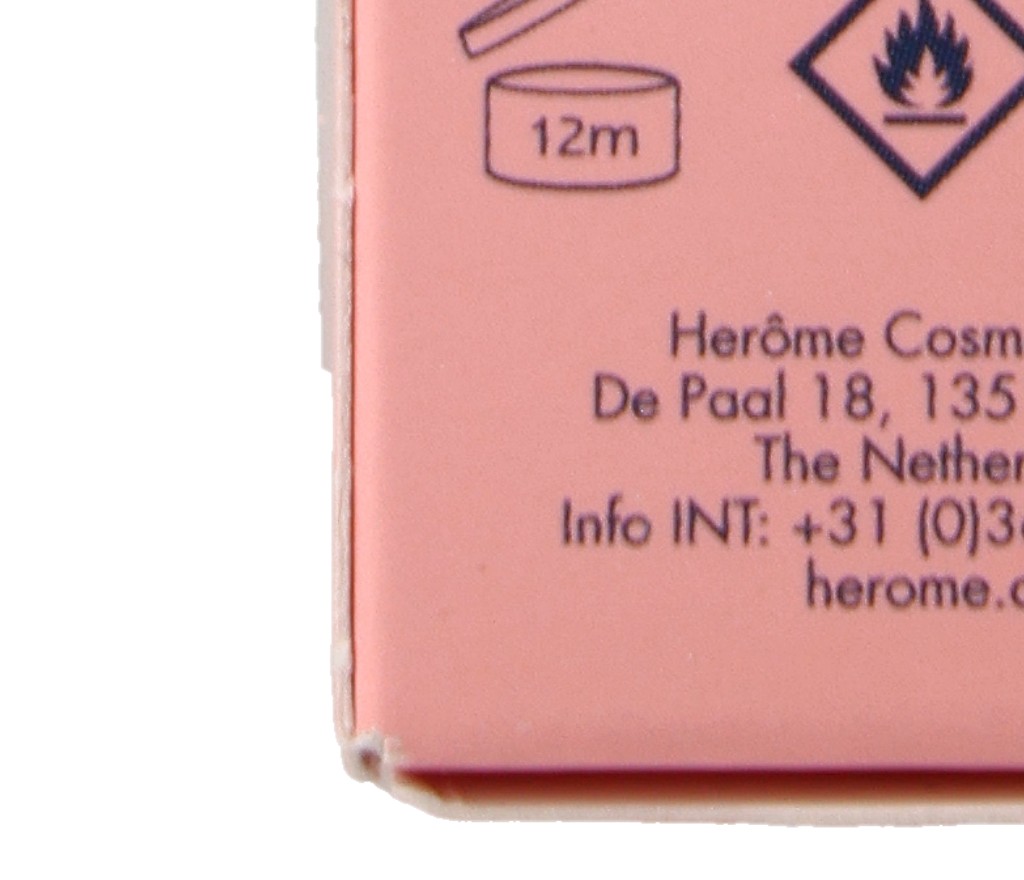 12m
Herôme Cosm
De Paal 18, 135
The Nether
Info INT: +31 (0)3
herome.